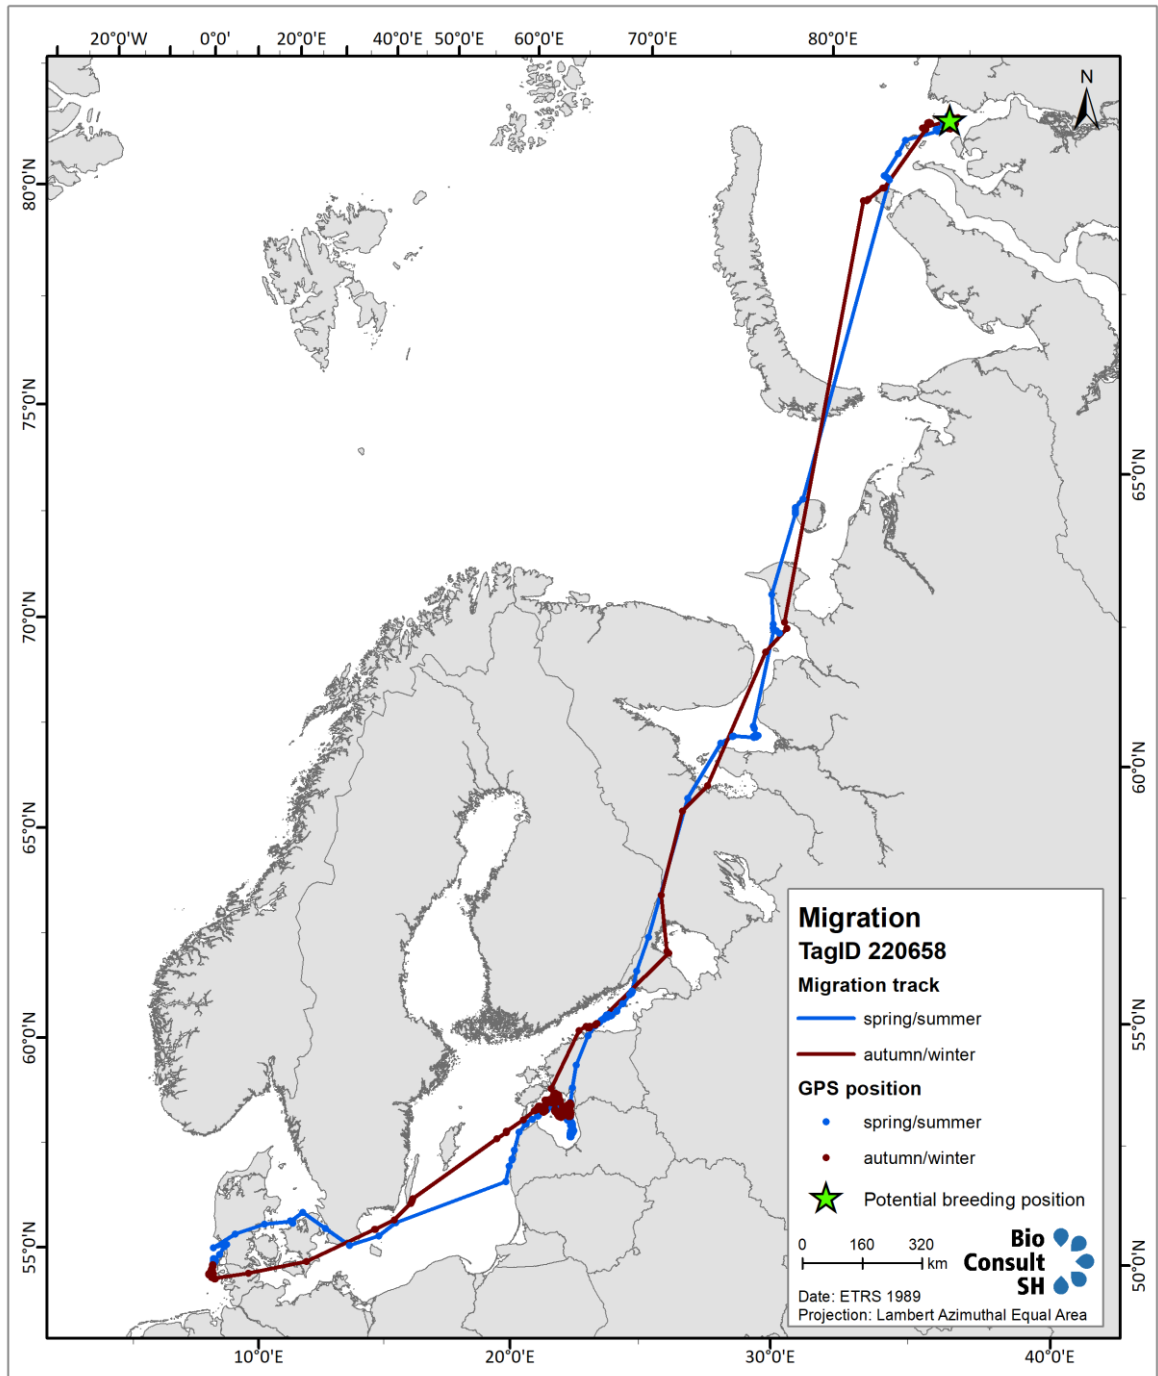 20°0'W 0°0' 20°0'E 40°0'E 50°0'E 60°0'E 70°0'E 80°0'E
N
80°0'N
75°0'N
65°0'N
70°0'N
60°0'N
65°0'N
Migration
TagID 220658
Migration track
spring/summer
60°0'N
55°0'N
autumn/winter
GPS position
spring/summer
autumn/winter
Potential breeding position
55°0'N
50°0'N
Bio
Consult
SH
0 160 320
km
Date: ETRS 1989
Projection: Lambert Azimuthal Equal Area
10°0'E 20°0'E 30°0'E 40°0'E